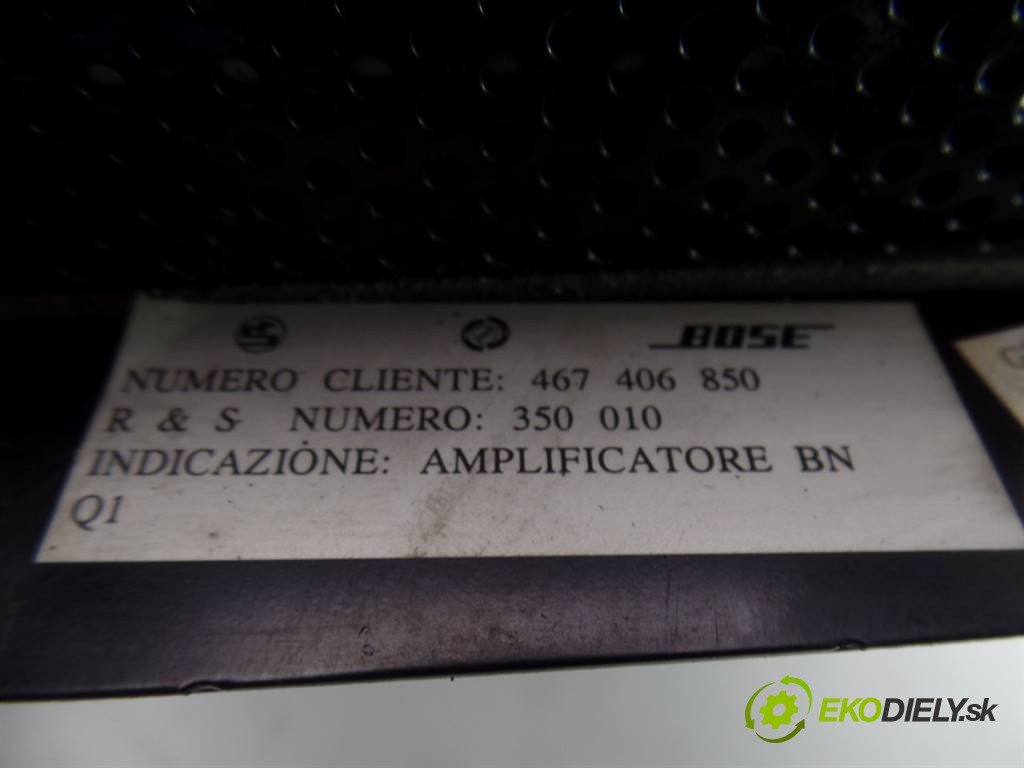 BOSE
NUMERO CLIENTE: 467 406 850
R & S NUMERO: 350 010
INDICAZIONE: AMPLIFICATORE BN
Q1
EKODIELY.sk